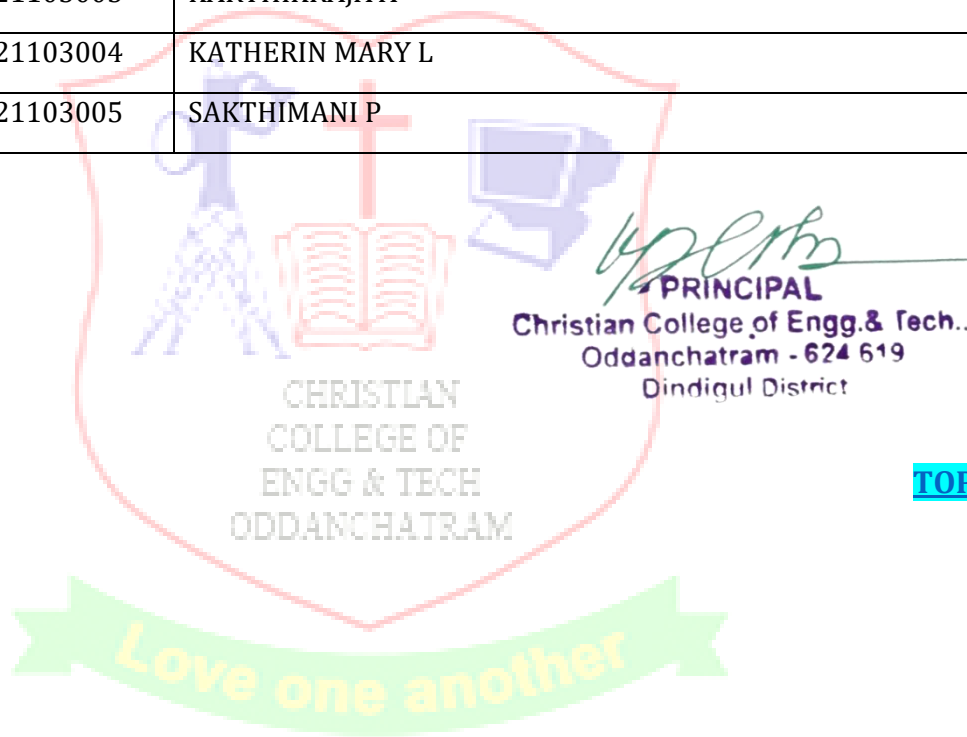 21103004 KATHERIN MARY L
21103005 SAKTHIMANI P
PRINCIPAL
Christian College of Engg.& Tech..
Oddanchatram - 624 619
Dindigul District
CHRISTIAN
COLLEGE OF
ENGG & TECH
ODDANCHATRAM
TOP
Love one another